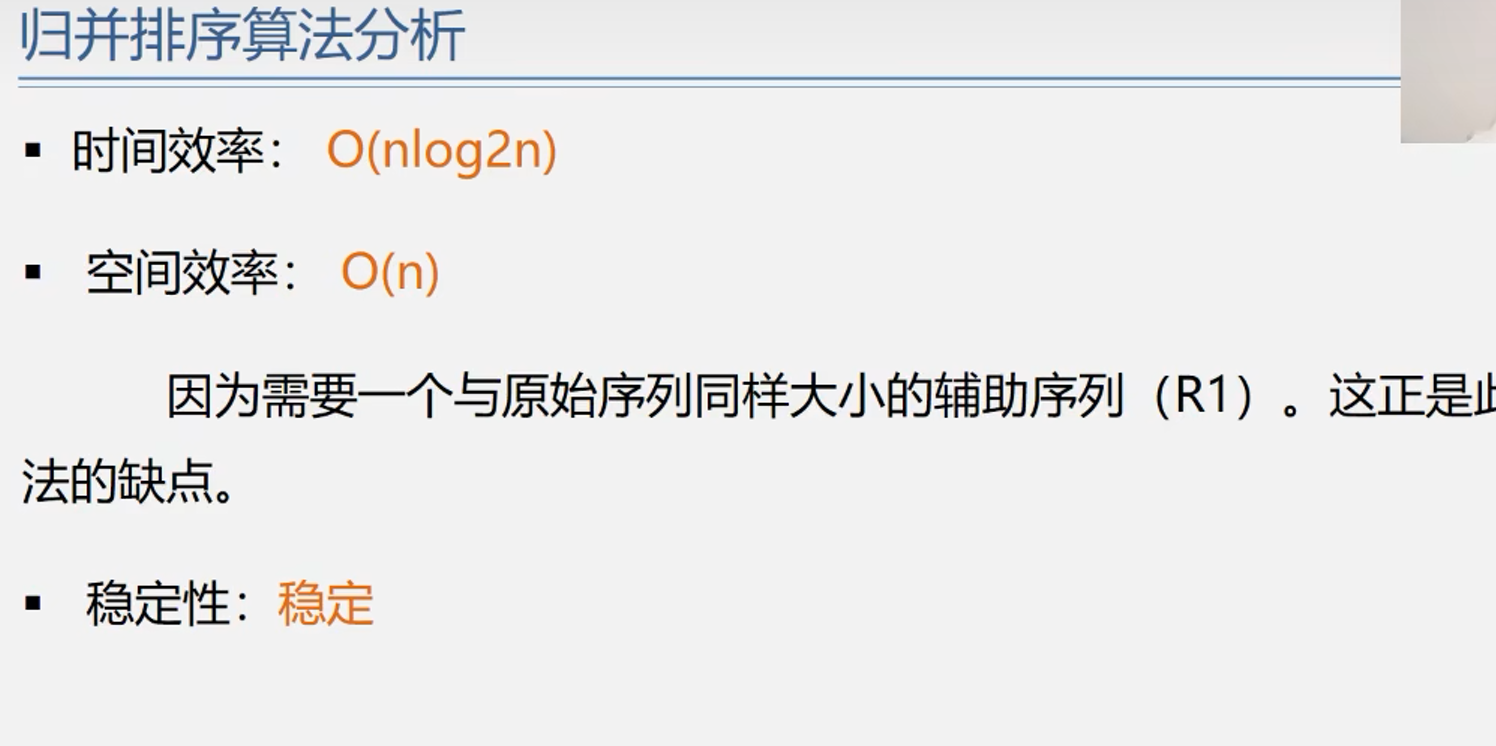 归并排序算法分析
▪ 时间效率： O(nlog2n)
▪ 空间效率： O(n)
因为需要一个与原始序列同样大小的辅助序列（R1）。这正是
法的缺点。
▪ 稳定性：稳定